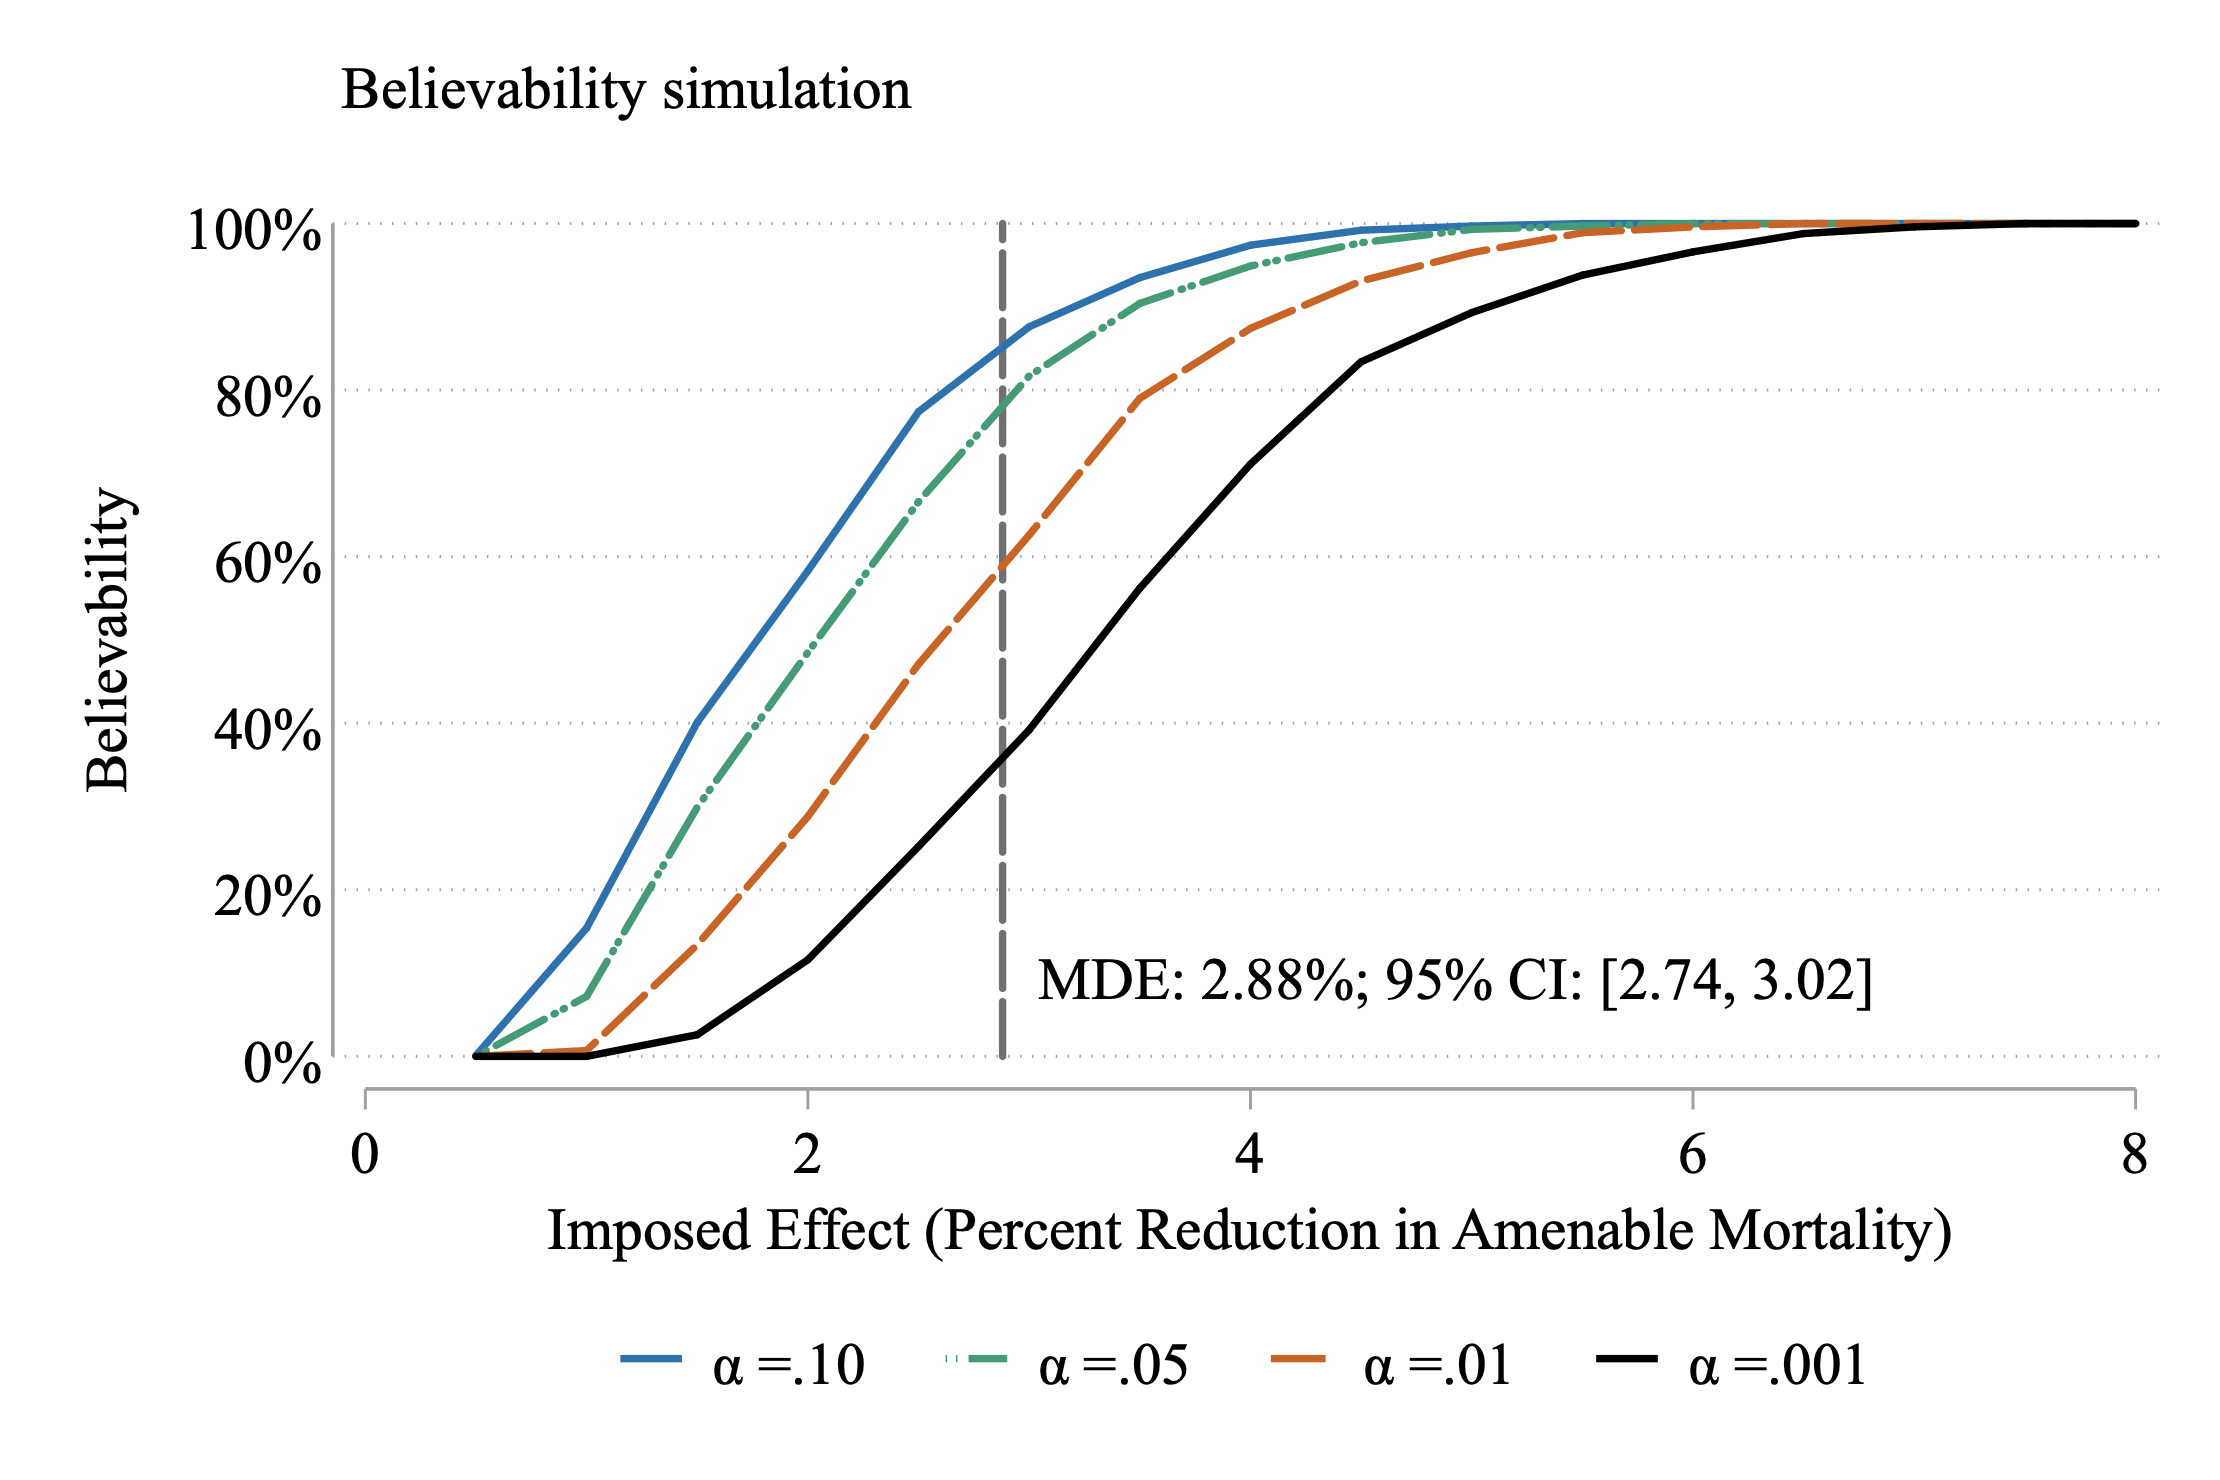 Believability simulation
100%
80%
60%
40%
20%
0%
Believability
MDE: 2.88%; 95% CI: [2.74, 3.02]
0 2 4 6 8
Imposed Effect (Percent Reduction in Amenable Mortality)
α =.10 α =.05 α =.01 α =.001